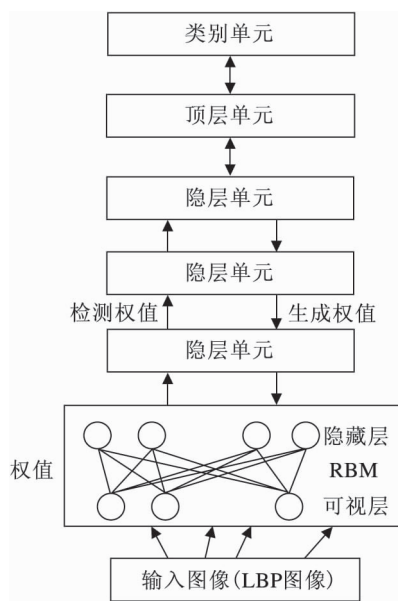 类别单元
顶层单元
隐层单元
隐层单元
检测权值
生成权值
隐层单元
隐藏层
权值
RBM
可视层
输入图像(LBP图像)